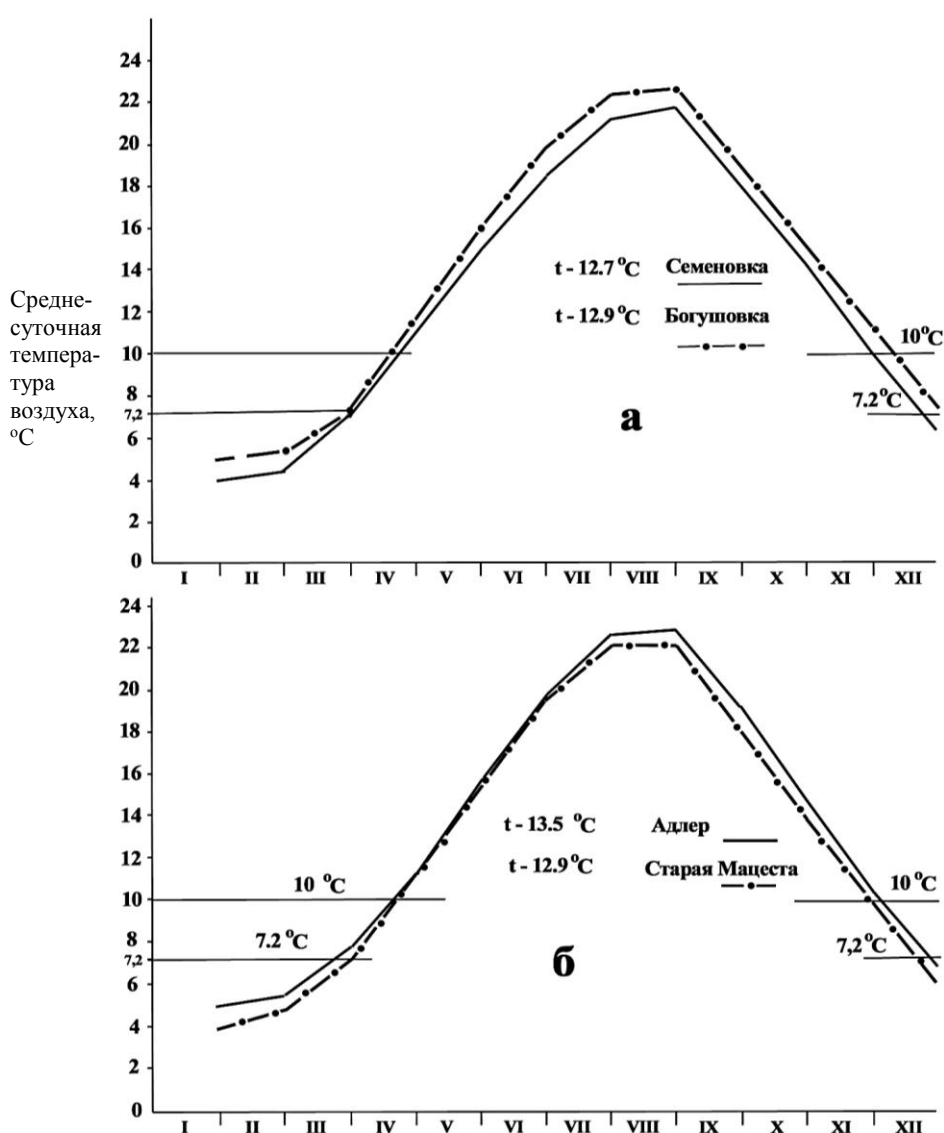 24
22
20
18
16
t - 12.7 °C Семеновка
14
t - 12.9 °C Богушовка
12
Средне-
суточная
темпера-
тура
воздуха,
°С
10
10 °C
8
7,2
7.2 °C
а
6
4
2
0
I II III IV V VI VII VIII IX X XI XII
24
22
20
18
16
14
t - 13.5 °C Адлер
12
t - 12.9 °C Старая Мацеста
10
10 °C
10 °C
8
7.2 °C
7,2 °C
7,2
б
6
4
2
0
I II III IV V VI VII VIII IX X XI XII